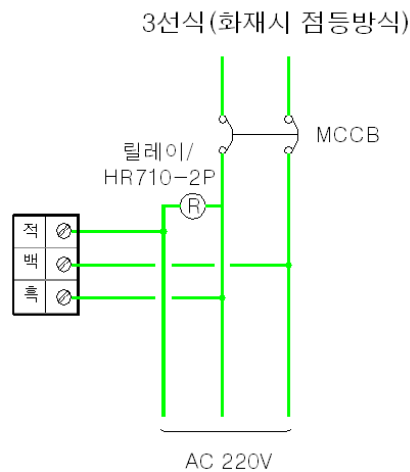 3선식(화재시 점등방식)
MCCB
릴레이/
HR710-2P
R
적
백
흑
AC 220V